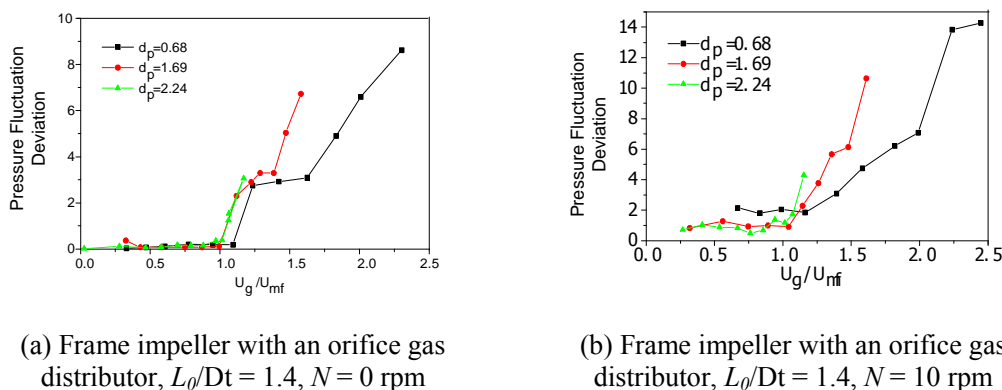 10
8
6
4
2
0
0.0 0.5 1.0 1.5 2.0 2.5
Pressure Fluctuation
Deviation
d_p=0.68
d_p=1.69
d_p=2.24
U_g/U_mf
14
12
10
8
6
4
2
0
0.0 0.5 1.0 1.5 2.0 2.5
Pressure Fluctuation
Deviation
d_p=0.68
d_p=1.69
d_p=2.24
U_g/U_mf
(a) Frame impeller with an orifice gas
distributor, L_0/Dt = 1.4, N = 0 rpm
(b) Frame impeller with an orifice gas
distributor, L_0/Dt = 1.4, N = 10 rpm